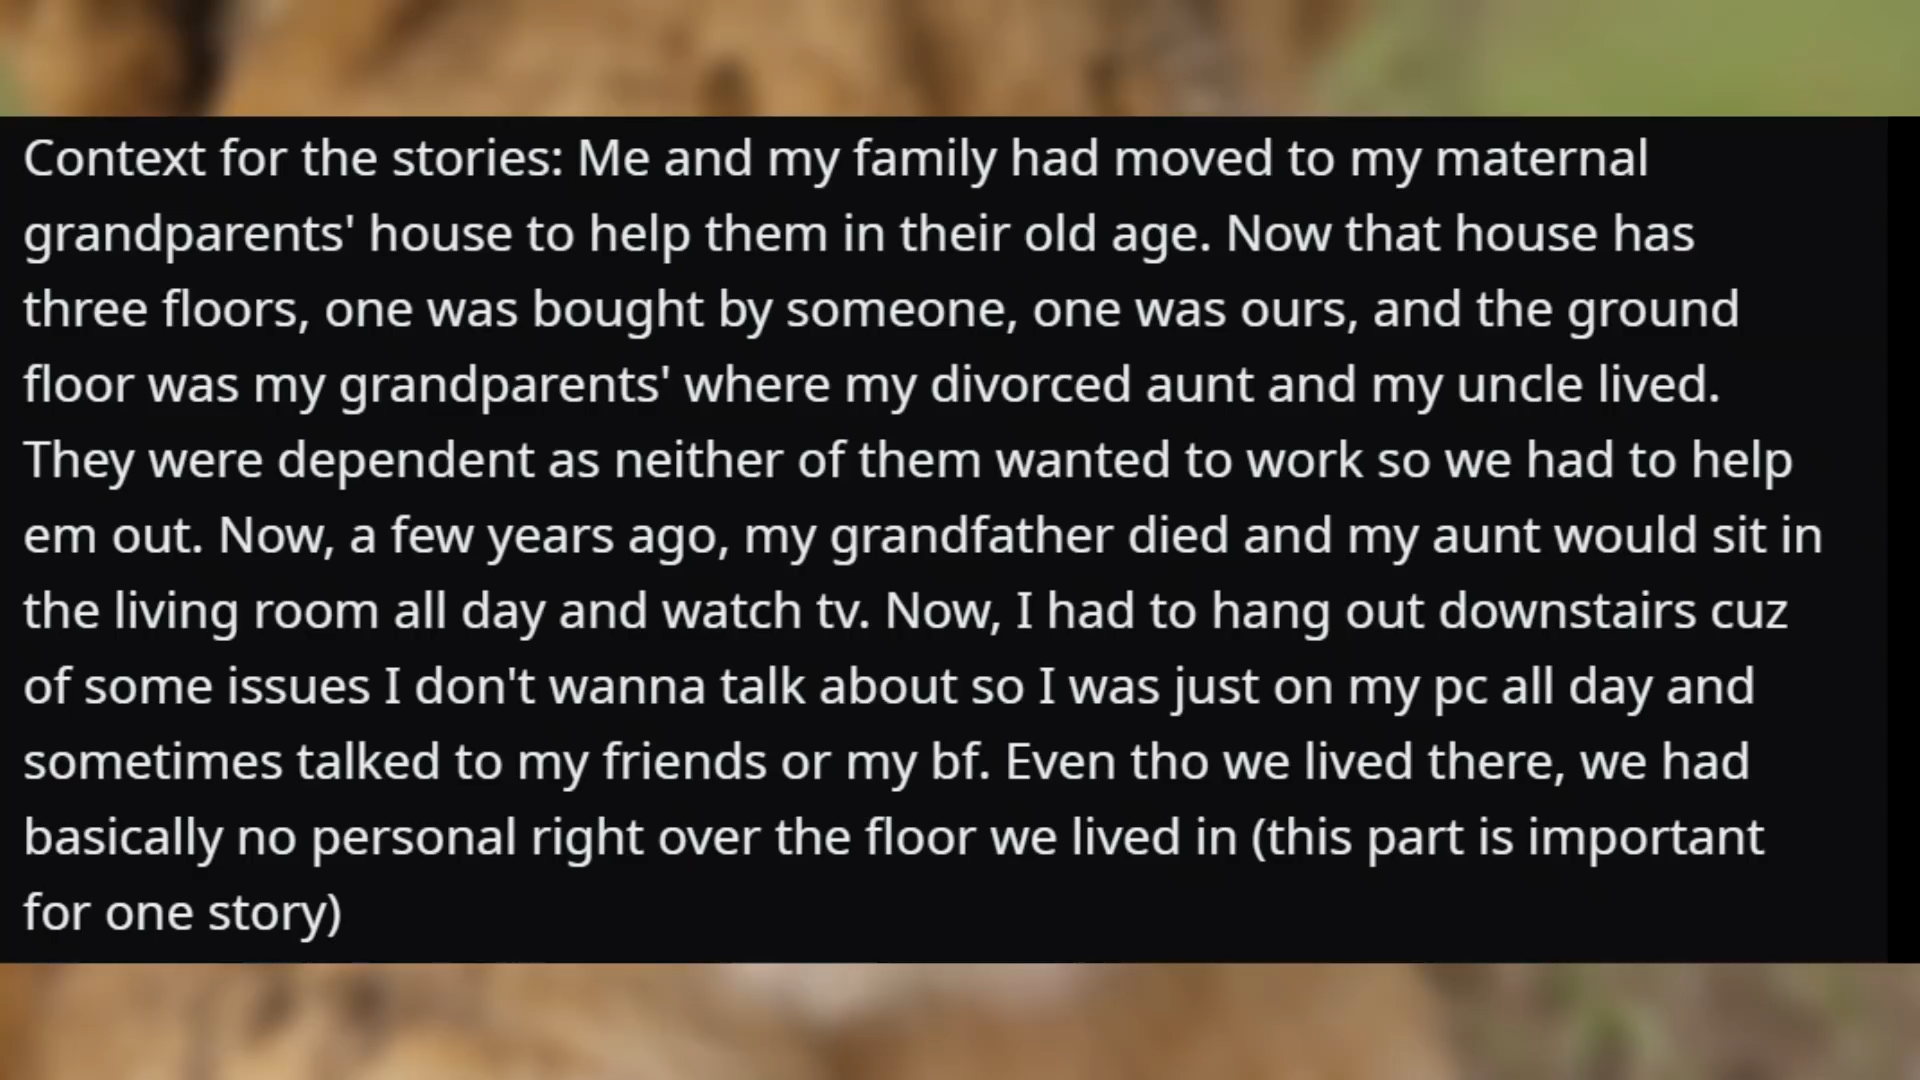 Context for the stories: Me and my family had moved to my maternal
grandparents' house to help them in their old age. Now that house has
three floors, one was bought by someone, one was ours, and the ground
floor was my grandparents' where my divorced aunt and my uncle lived.
They were dependent as neither of them wanted to work so we had to help
em out. Now, a few years ago, my grandfather died and my aunt would sit in
the living room all day and watch tv. Now, I had to hang out downstairs cuz
of some issues I don't wanna talk about so I was just on my pc all day and
sometimes talked to my friends or my bf. Even tho we lived there, we had
basically no personal right over the floor we lived in (this part is important
for one story)